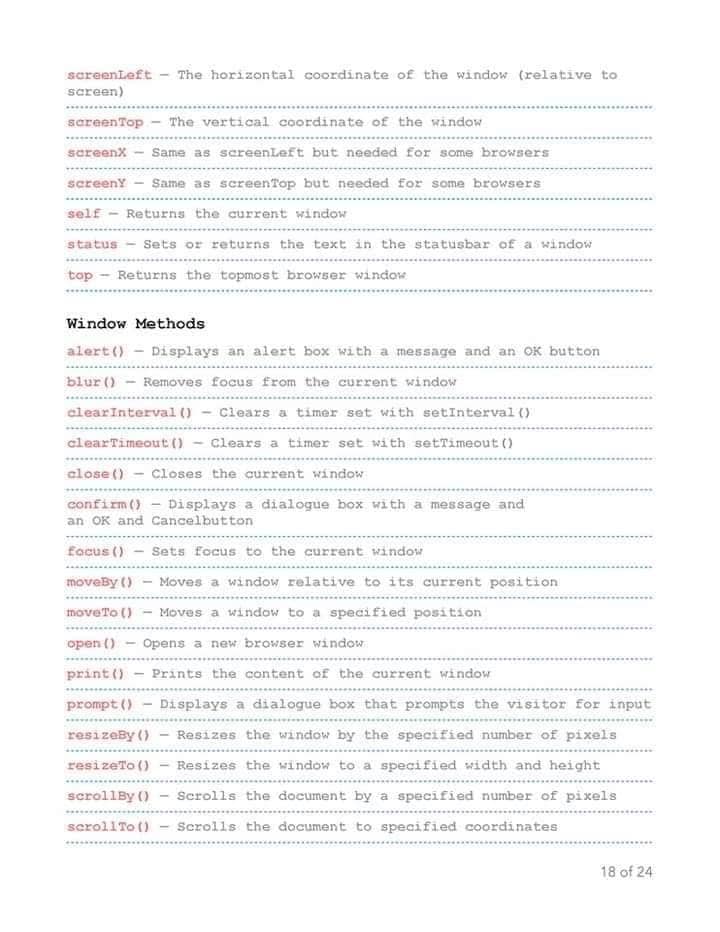 screenLeft — The horizontal coordinate of the window (relative to
screen)
screenTop — The vertical coordinate of the window
screenX — Same as screenLeft but needed for some browsers
screenY — Same as screenTop but needed for some browsers
self — Returns the current window
status — Sets or returns the text in the statusbar of a window
top — Returns the topmost browser window
Window Methods
alert() — Displays an alert box with a message and an OK button
blur() — Removes focus from the current window
clearInterval() — Clears a timer set with setInterval()
clearTimeout() — Clears a timer set with setTimeout()
close() — Closes the current window
confirm() — Displays a dialogue box with a message and
an OK and Cancelbutton
focus() — Sets focus to the current window
moveBy() — Moves a window relative to its current position
moveTo() — Moves a window to a specified position
open() — Opens a new browser window
print() — Prints the content of the current window
prompt() — Displays a dialogue box that prompts the visitor for input
resizeBy() — Resizes the window by the specified number of pixels
resizeTo() — Resizes the window to a specified width and height
scrollBy() — Scrolls the document by a specified number of pixels
scrollTo() — Scrolls the document to specified coordinates
18 of 24